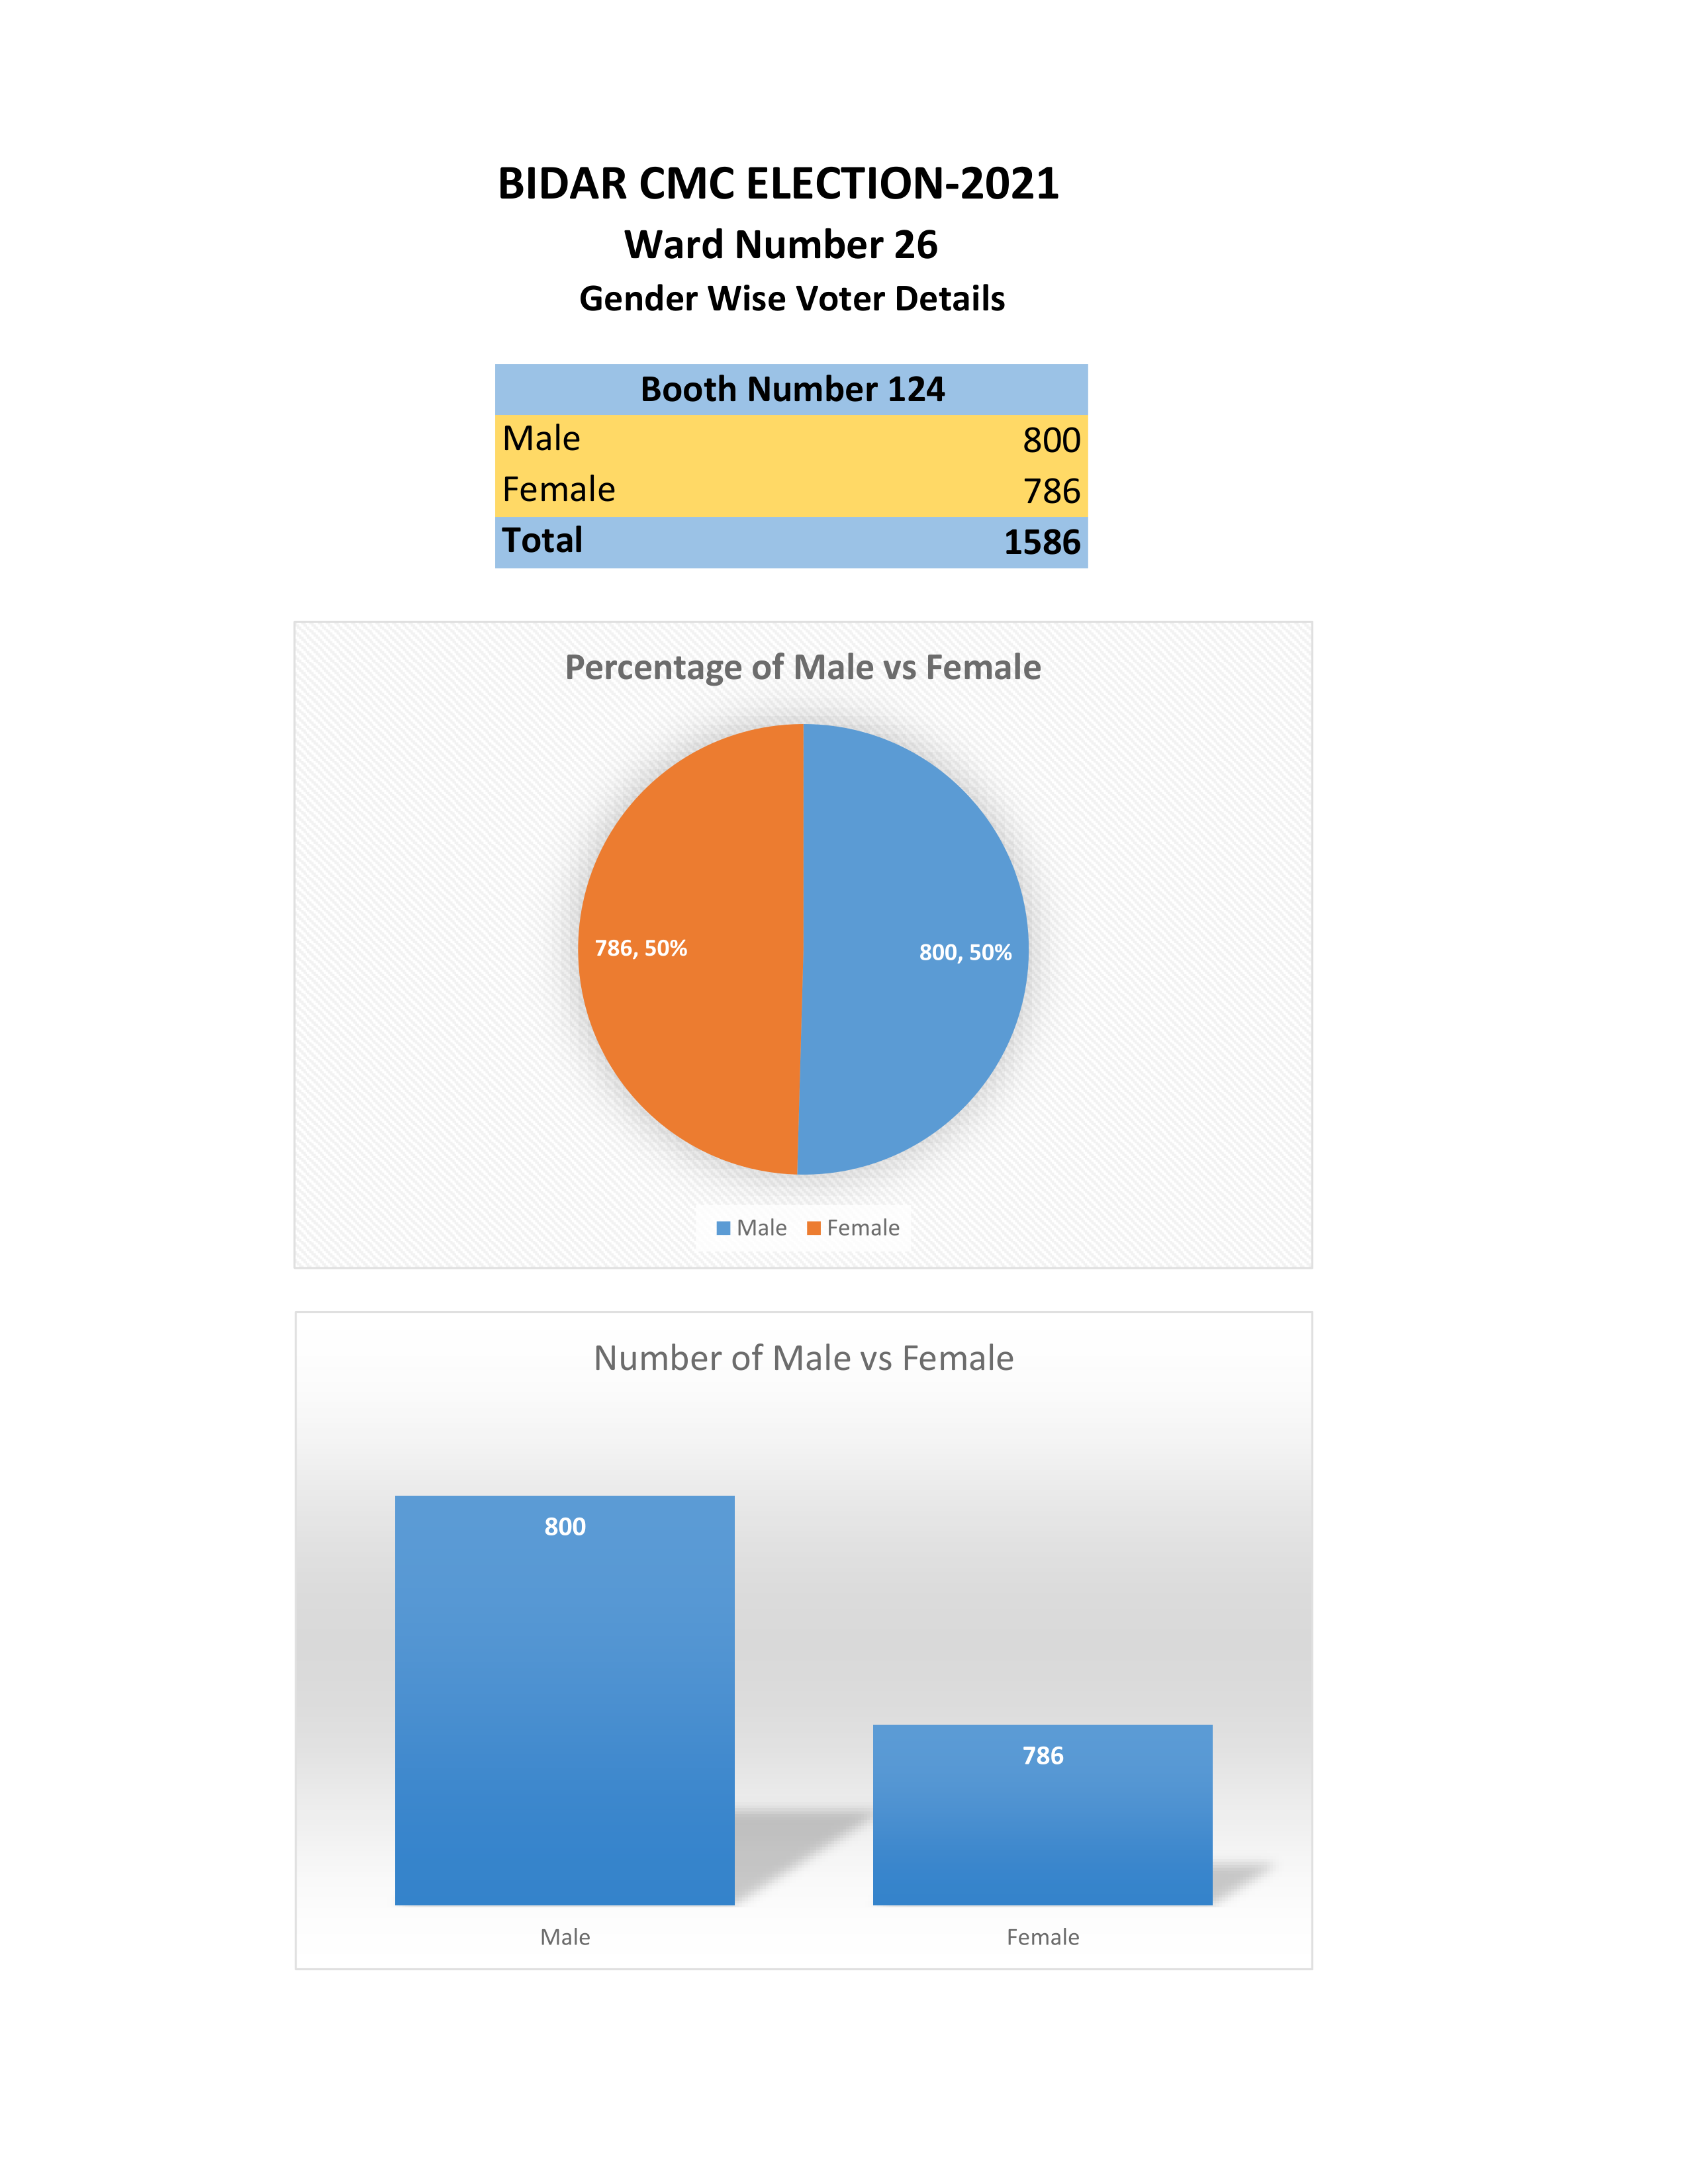 BIDAR CMC ELECTION-2021
Ward Number 26
Gender Wise Voter Details
Booth Number 124
Male 800
Female 786
Total 1586
Percentage of Male vs Female
786, 50% 800, 50%
Male Female
Number of Male vs Female
800
786
Male Female